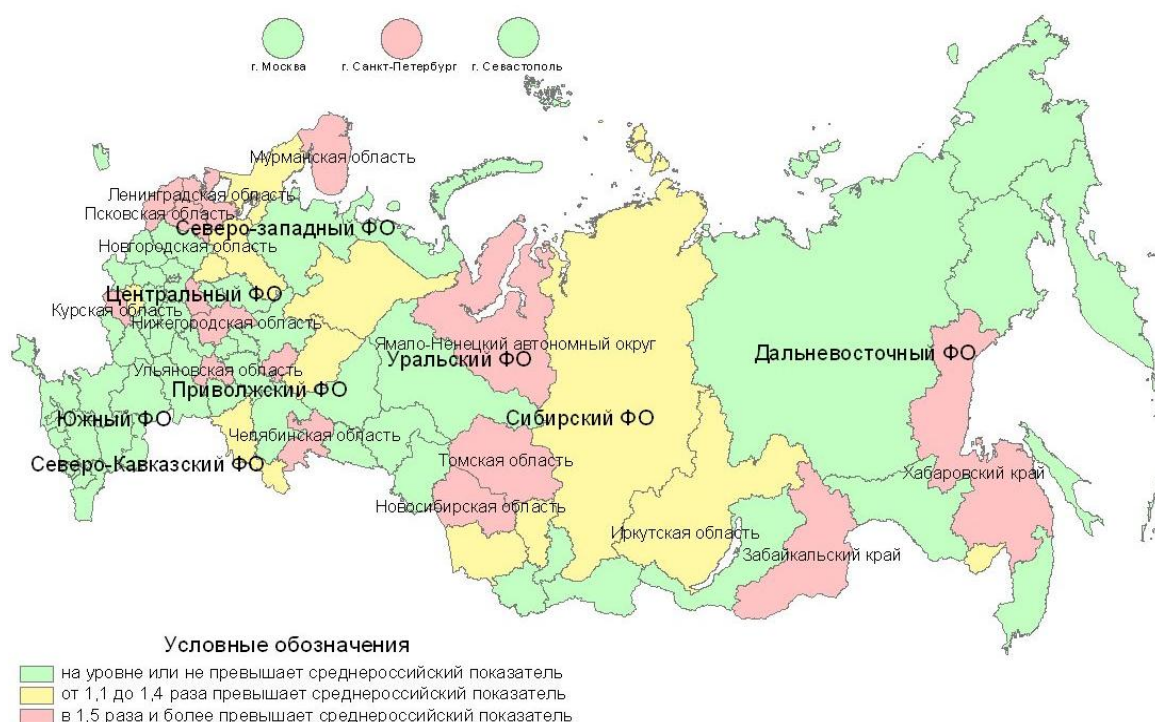 г. Москва
г. Санкт-Петербург
г. Севастополь
Мурманская область
Ленинградская область
Псковская область
Северо-западный ФО
Новгородская область
Центральный ФО
Курская область
Нижегородская область
Ямало-Ненецкий автономный округ
Уральский ФО
Дальневосточный ФО
Ульяновская область
Приволжский ФО
Южный ФО
Сибирский ФО
Челябинская область
Северо-Кавказский ФО
Томская область
Хабаровский край
Новосибирская область
Иркутская область
Забайкальский край
Условные обозначения
на уровне или не превышает среднероссийский показатель
от 1,1 до 1,4 раза превышает среднероссийский показатель
в 1,5 раза и более превышает среднероссийский показатель